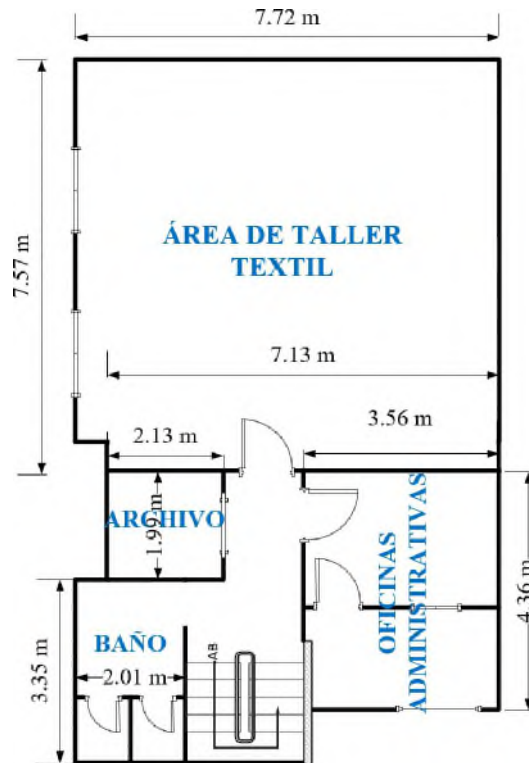 7.72 m
7.57 m
ÁREA DE TALLER
TEXTIL
7.13 m
2.13 m
3.56 m
ARCHIVO
1.99 m
OFICINAS
ADMINISTRATIVAS
4.36 m
BAÑO
3.35 m
2.01 m
AB